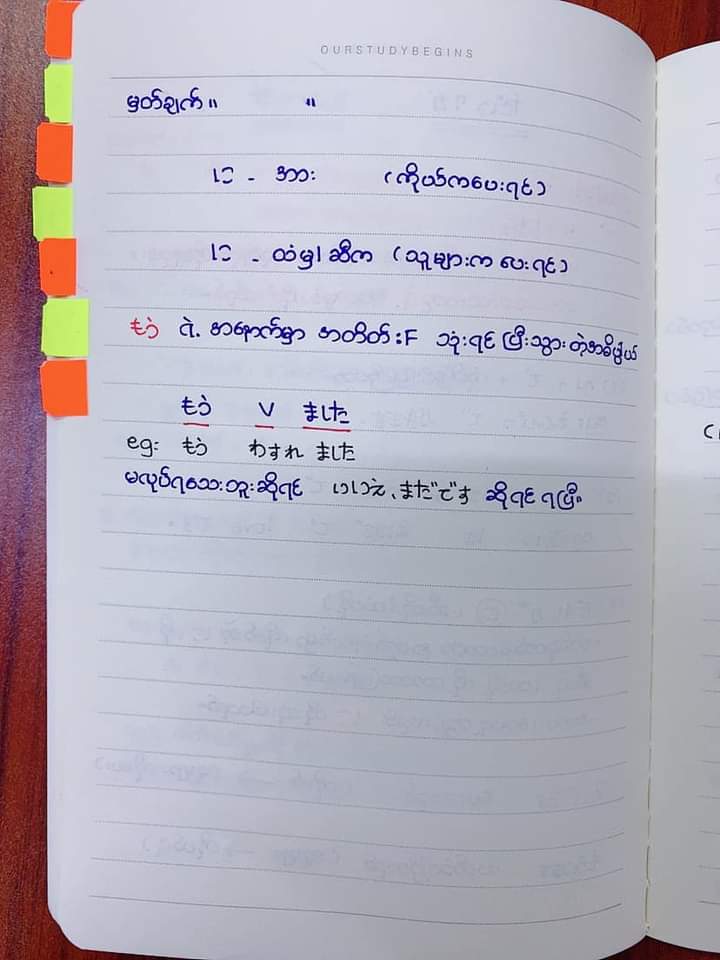 OURSTUDYBEGINS
မှတ်ချက် ။ ။
に - အား (ကိုယ်ကပေးရင်)
に - ထံမှ၊ ဆီက (သူများက ပေးရင်)
もう ရဲ့ အနောက်မှာ အတိတ် :F သုံးရင် ပြီးသွားတဲ့အဓိပ္ပါယ်
もう V ました
eg: もう わすれ ました
မလုပ်ရသေးဘူးဆိုရင် いいえ、まだです ဆိုရင် ရပြီ။